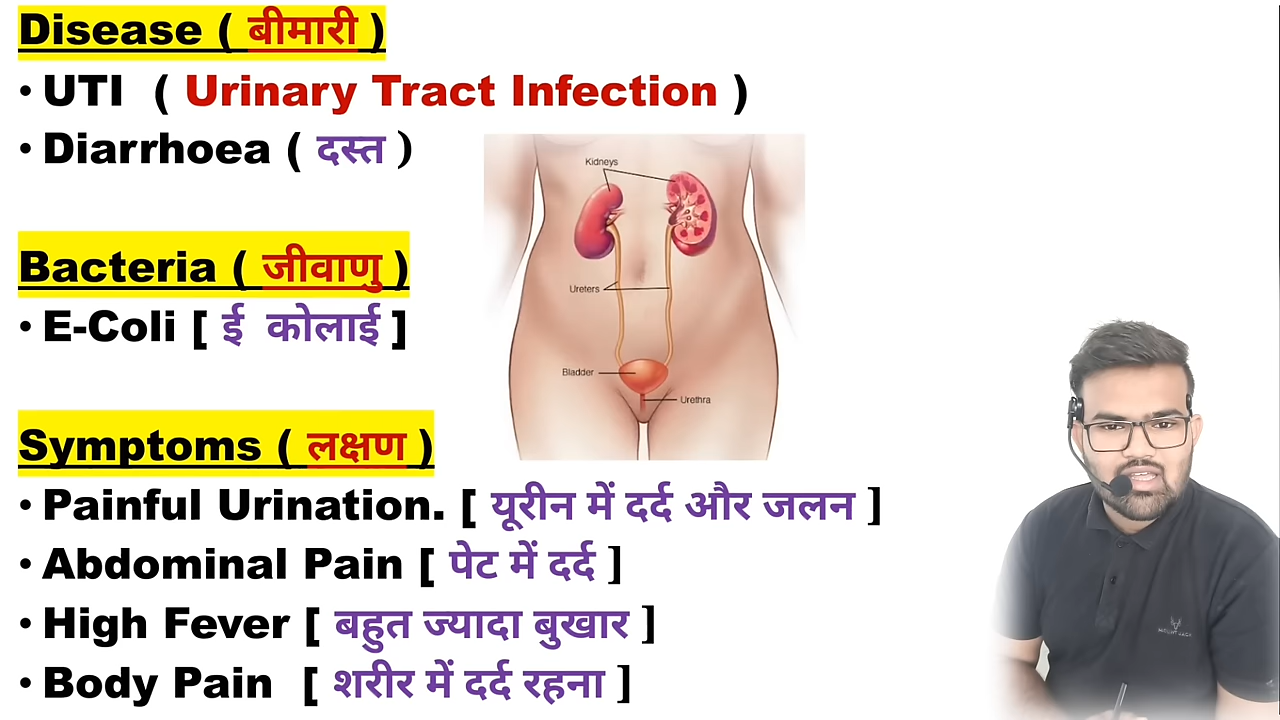 Disease ( बीमारी )
• UTI ( Urinary Tract Infection )
• Diarrhoea ( दस्त )
Kidneys
Ureters
Bladder
Urethra
Bacteria ( जीवाणु )
• E-Coli [ ई कोलाई ]
Symptoms ( लक्षण )
• Painful Urination. [ यूरीन में दर्द और जलन ]
• Abdominal Pain [ पेट में दर्द ]
• High Fever [ बहुत ज्यादा बुखार ]
• Body Pain [ शरीर में दर्द रहना ]